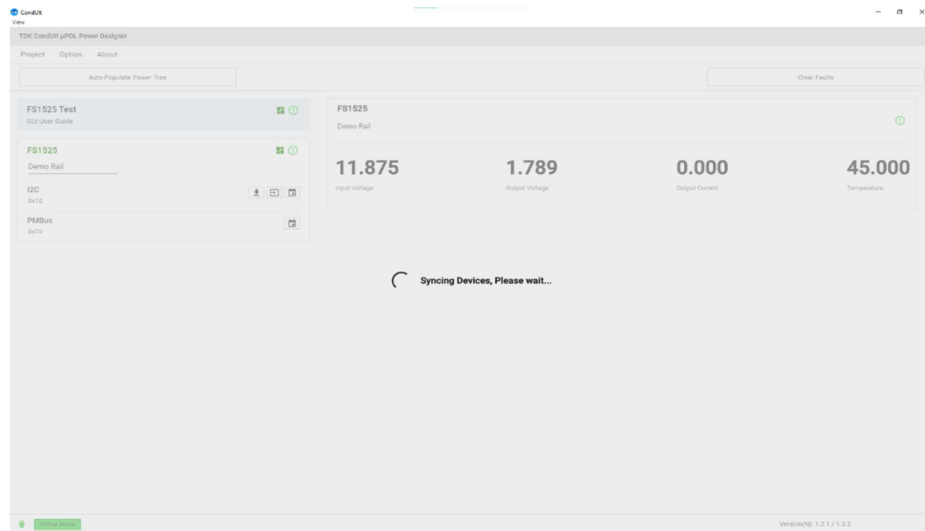 CondUit
View
TDK CondUIt µPOL Power Designer
Project Option About
Auto-Populate Power Tree
Clear Faults
FS1525 Test
GUI User Guide
FS1525
Demo Rail
I2C
0x10
PMBus
0x70
FS1525
Demo Rail
11.875 1.789 0.000 45.000
Input Voltage Output Voltage Output Current Temperature
Syncing Devices, Please wait...
Online Mode
Version(N): 1.2.1 / 1.2.2